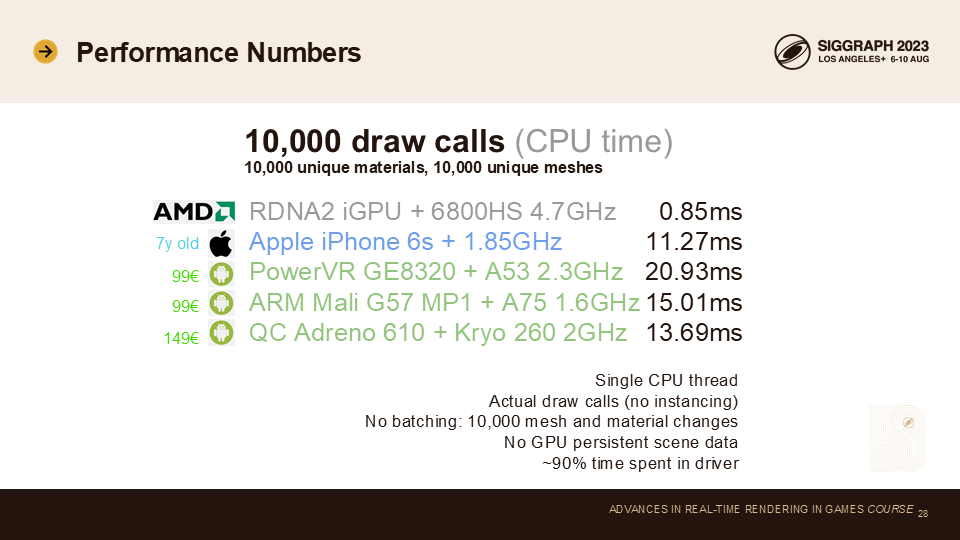 Performance Numbers
SIGGRAPH 2023
LOS ANGELES+ 6-10 AUG
10,000 draw calls (CPU time)
10,000 unique materials, 10,000 unique meshes
AMD RDNA2 iGPU + 6800HS 4.7GHz 0.85ms
7y old Apple iPhone 6s + 1.85GHz 11.27ms
99€ PowerVR GE8320 + A53 2.3GHz 20.93ms
99€ ARM Mali G57 MP1 + A75 1.6GHz 15.01ms
149€ QC Adreno 610 + Kryo 260 2GHz 13.69ms
Single CPU thread
Actual draw calls (no instancing)
No batching: 10,000 mesh and material changes
No GPU persistent scene data
~90% time spent in driver
ADVANCES IN REAL-TIME RENDERING IN GAMES COURSE 28